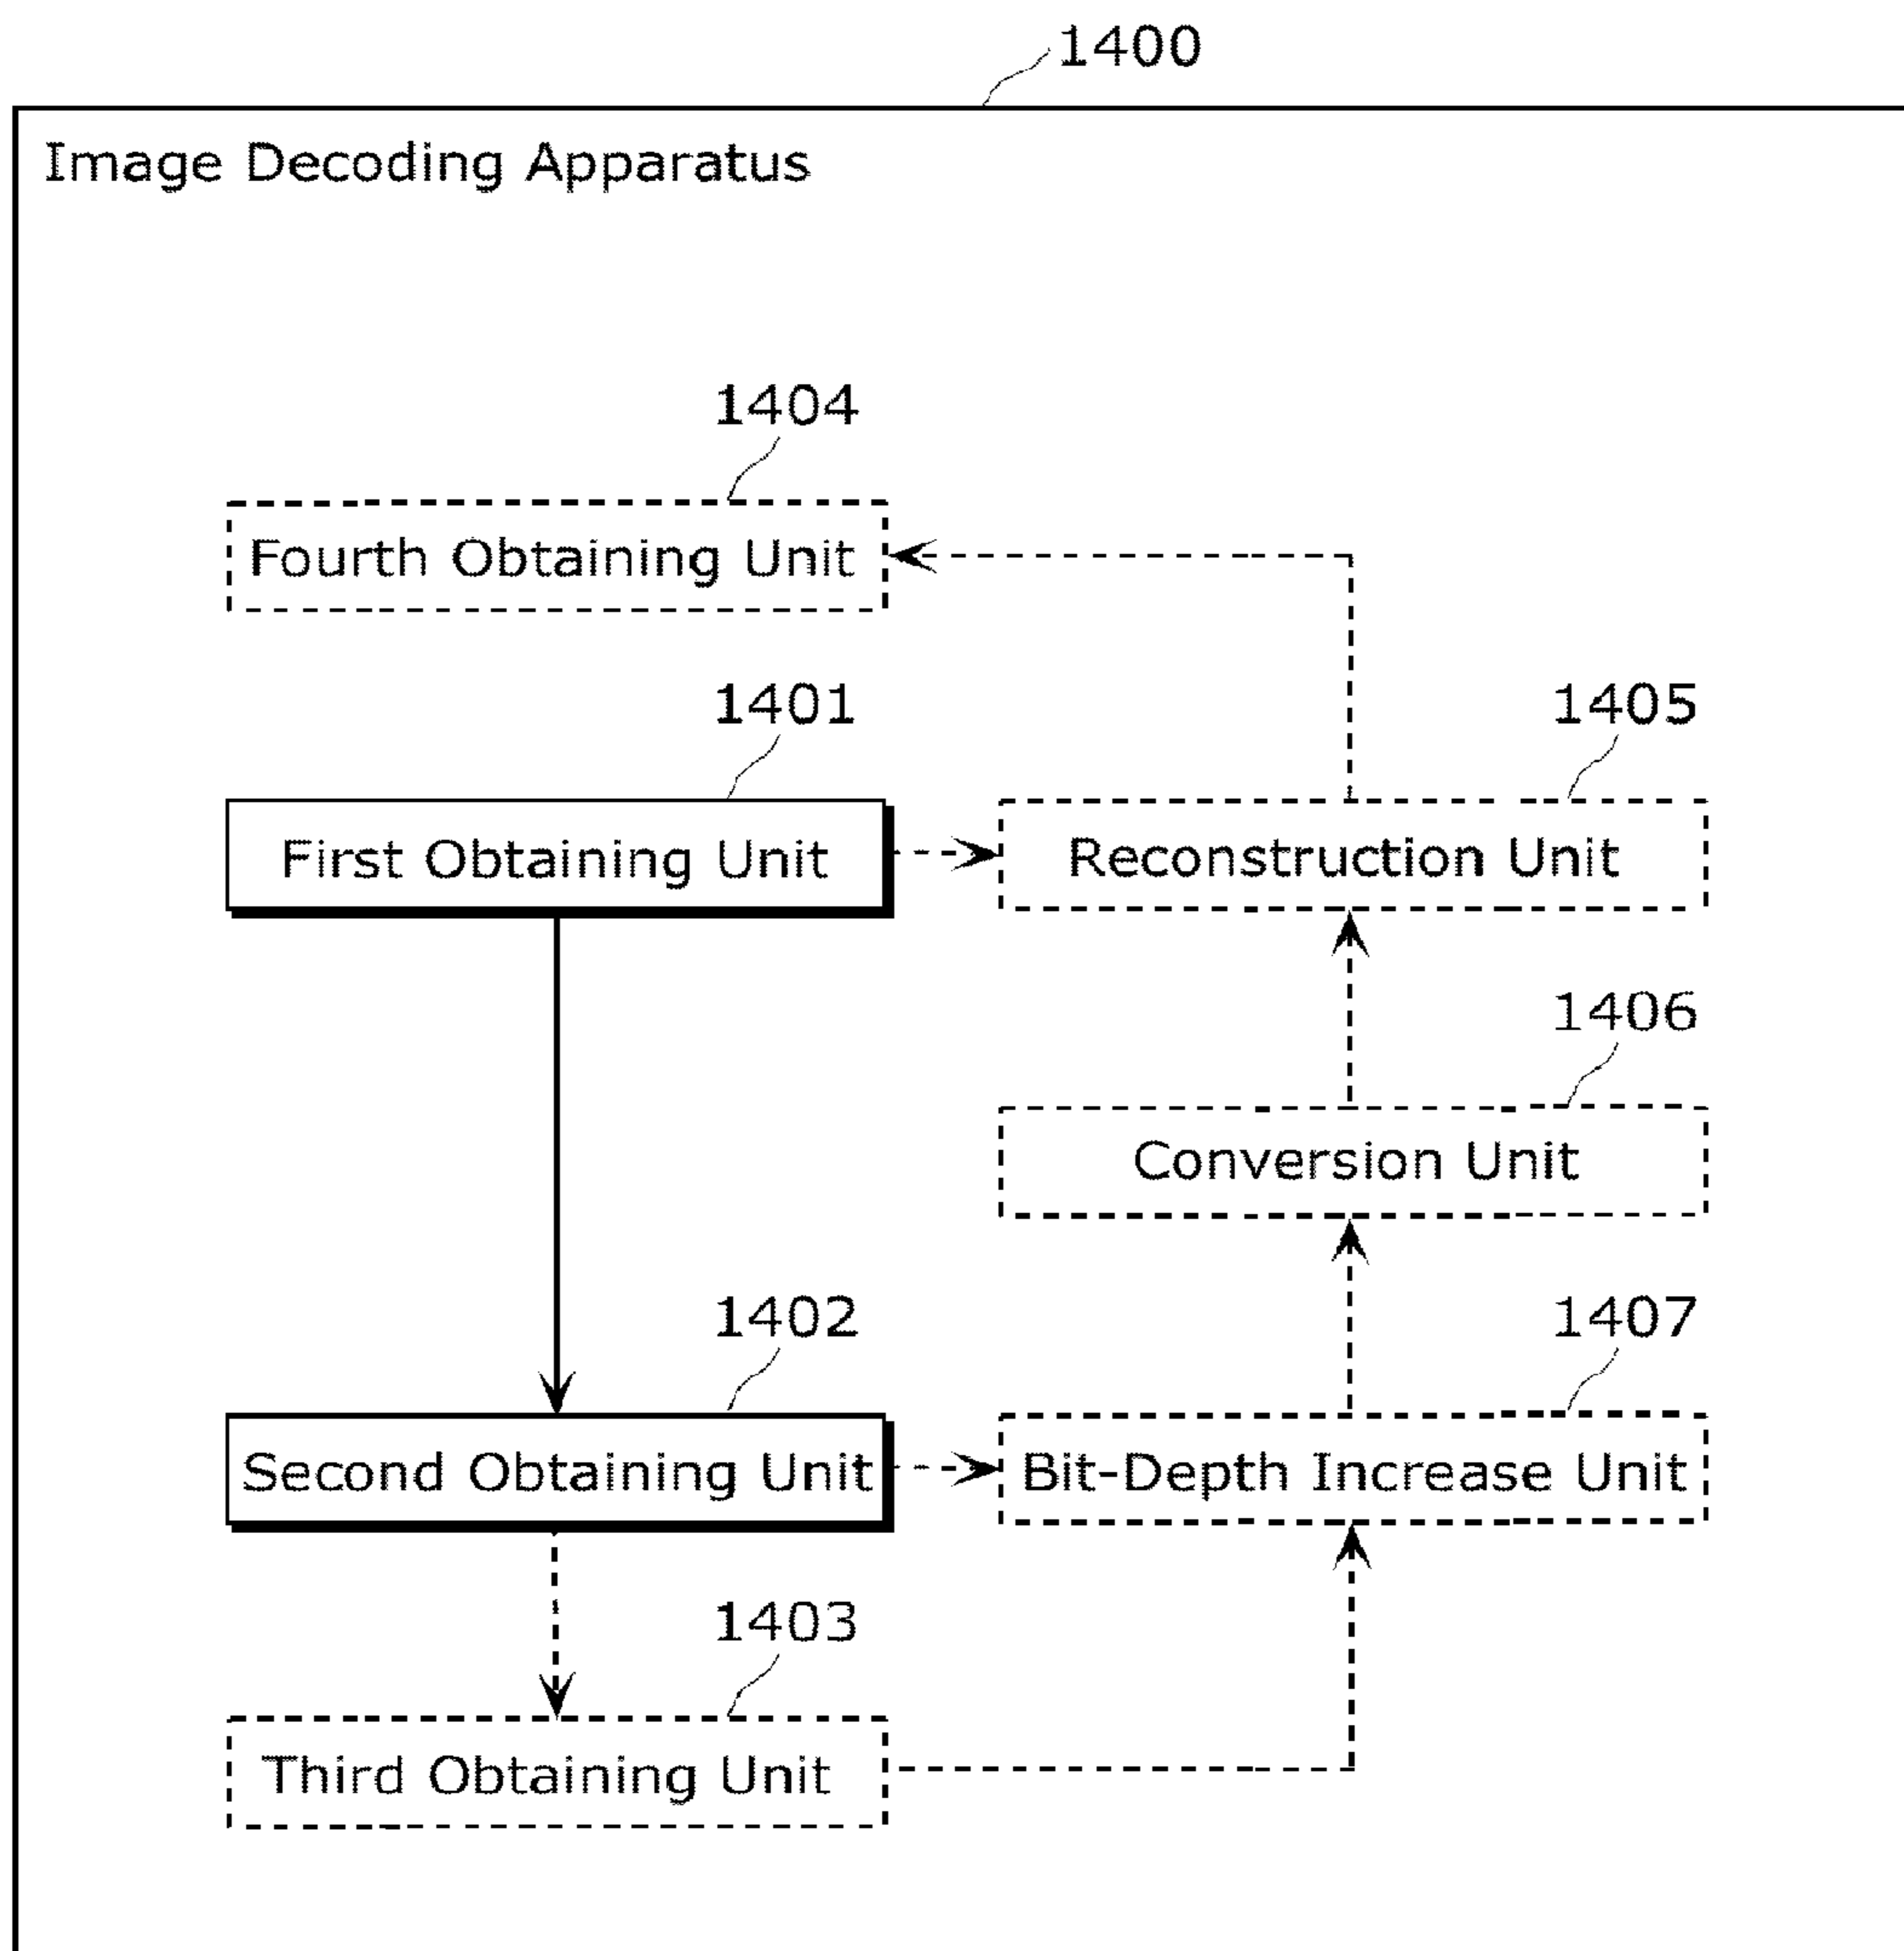 1400
Image Decoding Apparatus
1404
Fourth Obtaining Unit
1401
1405
First Obtaining Unit
Reconstruction Unit
1406
Conversion Unit
1402
1407
Second Obtaining Unit
Bit-Depth Increase Unit
1403
Third Obtaining Unit